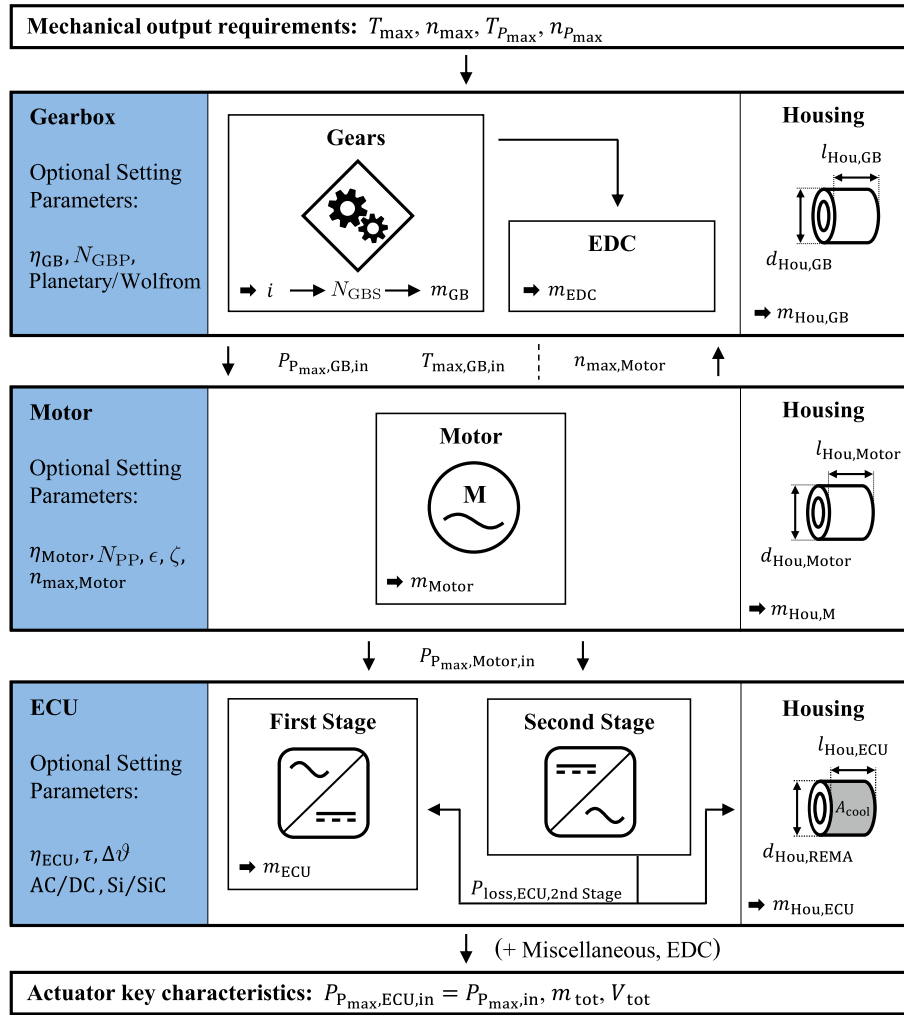 Mechanical output requirements: T_max, n_max, T_P_max, n_P_max
Gearbox
Optional Setting
Parameters:
η_GB, N_GBP,
Planetary/Wolfrom
Gears
➡ i → N_GBS → m_GB
EDC
➡ m_EDC
Housing
l_Hou,GB
d_Hou,GB
➡ m_Hou,GB
P_P_max,GB,in T_max,GB,in n_max,Motor
Motor
Optional Setting
Parameters:
η_Motor, N_PP, ϵ, ζ,
n_max,Motor
Motor
M
➡ m_Motor
Housing
l_Hou,Motor
d_Hou,Motor
➡ m_Hou,M
P_P_max,Motor,in
ECU
Optional Setting
Parameters:
η_ECU, τ, Δϑ
AC/DC, Si/SiC
First Stage
➡ m_ECU
Second Stage
P_loss,ECU,2nd Stage
Housing
l_Hou,ECU
A_cool
d_Hou,REMA
➡ m_Hou,ECU
(+ Miscellaneous, EDC)
Actuator key characteristics: P_P_max,ECU,in = P_P_max,in, m_tot, V_tot